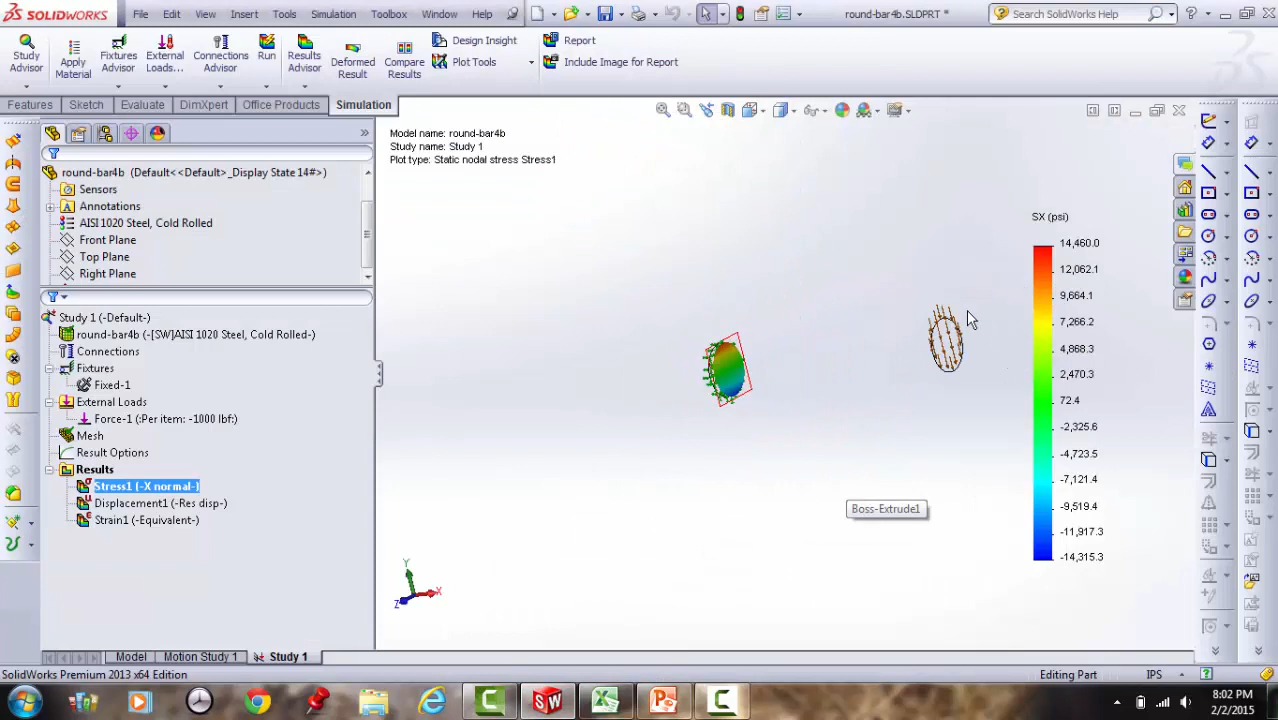 SOLIDWORKS File Edit View Insert Tools Simulation Toolbox Window Help round-bar4b.SLDPRT * Search SolidWorks Help
Study Advisor
Apply Material
Fixtures Advisor
External Loads...
Connections Advisor
Run
Results Advisor
Deformed Result
Compare Results
Design Insight
Plot Tools
Report
Include Image for Report
Features Sketch Evaluate DimXpert Office Products Simulation
round-bar4b (Default<<Default>_Display State 14#>)
Sensors
Annotations
AISI 1020 Steel, Cold Rolled
Front Plane
Top Plane
Right Plane
Study 1 (-Default-)
round-bar4b (-[SW]AISI 1020 Steel, Cold Rolled-)
Connections
Fixtures
Fixed-1
External Loads
Force-1 (:Per item: -1000 lbf:)
Mesh
Result Options
Results
Stress1 (-X normal-)
Displacement1 (-Res disp-)
Strain1 (-Equivalent-)
Model name: round-bar4b
Study name: Study 1
Plot type: Static nodal stress Stress1
SX (psi)
14,460.0
12,062.1
9,664.1
7,266.2
4,868.3
2,470.3
72.4
-2,325.6
-4,723.5
-7,121.4
-9,519.4
-11,917.3
-14,315.3
Boss-Extrude1
Y
X
Z
Model Motion Study 1 Study 1
SolidWorks Premium 2013 x64 Edition Editing Part IPS
8:02 PM
2/2/2015